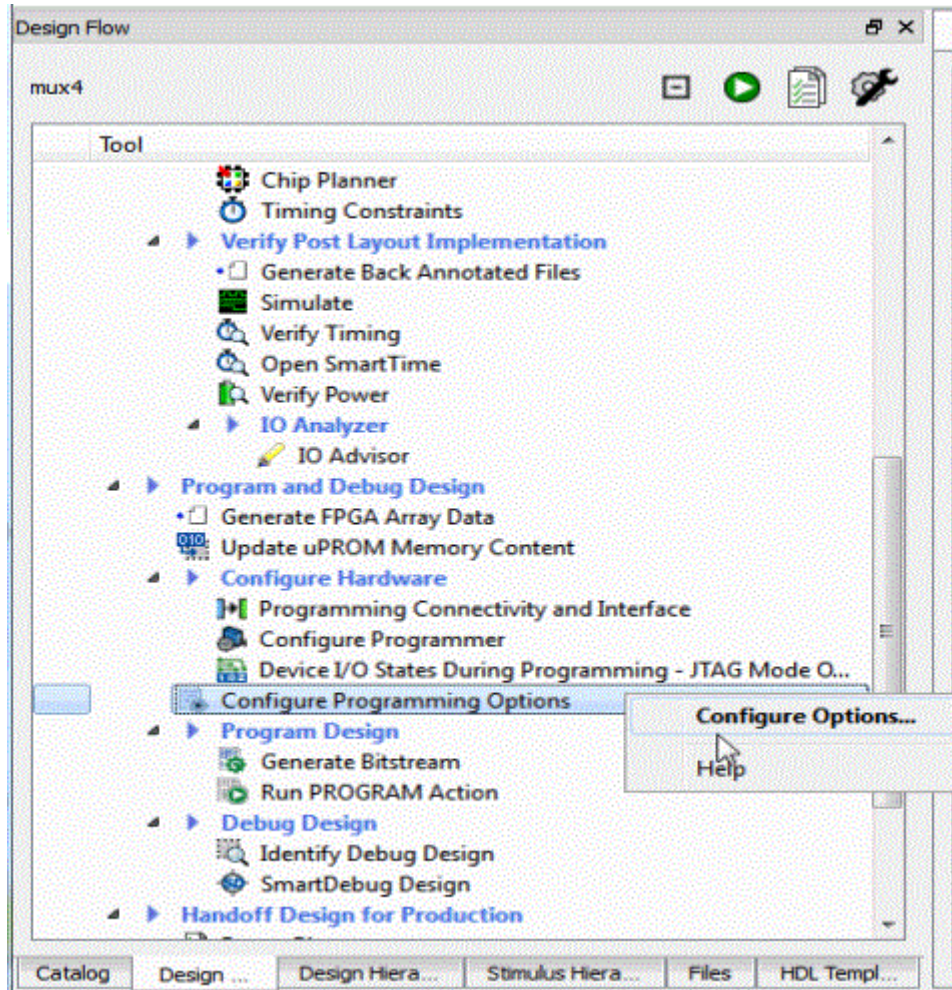 Design Flow
mux4
Tool
Chip Planner
Timing Constraints
Verify Post Layout Implementation
Generate Back Annotated Files
Simulate
Verify Timing
Open SmartTime
Verify Power
IO Analyzer
IO Advisor
Program and Debug Design
Generate FPGA Array Data
Update uPROM Memory Content
Configure Hardware
Programming Connectivity and Interface
Configure Programmer
Device I/O States During Programming - JTAG Mode O...
Configure Programming Options
Configure Options...
Help
Program Design
Generate Bitstream
Run PROGRAM Action
Debug Design
Identify Debug Design
SmartDebug Design
Handoff Design for Production
Catalog
Design ...
Design Hiera...
Stimulus Hiera...
Files
HDL Templ...